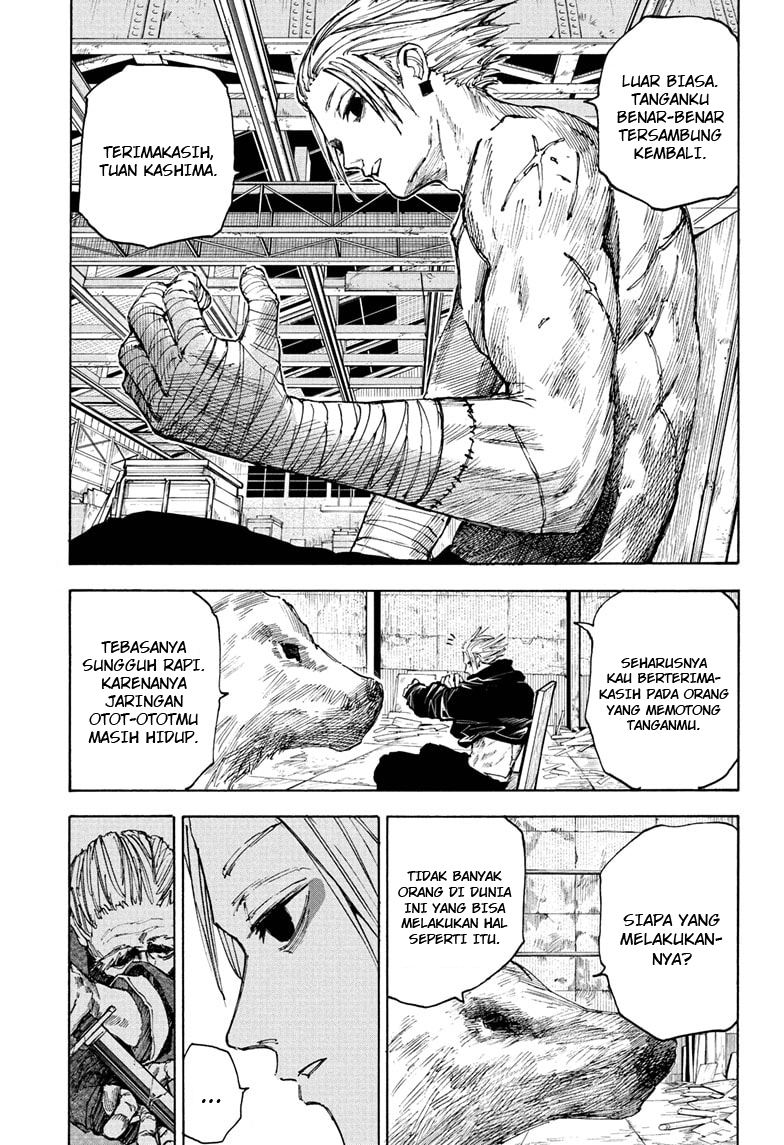 LUAR BIASA.
TANGANKU
BENAR-BENAR
TERSAMBUNG
KEMBALI.
TERIMAKASIH,
TUAN KASHIMA.
SEHARUSNYA
KAU BERTERIMA-
KASIH PADA ORANG
YANG MEMOTONG
TANGANMU.
TEBASANYA
SUNGGUH RAPI.
KARENANYA
JARINGAN
OTOT-OTOTMU
MASIH HIDUP.
SIAPA YANG
MELAKUKAN-
NYA?
TIDAK BANYAK
ORANG DI DUNIA
INI YANG BISA
MELAKUKAN HAL
SEPERTI ITU.
...